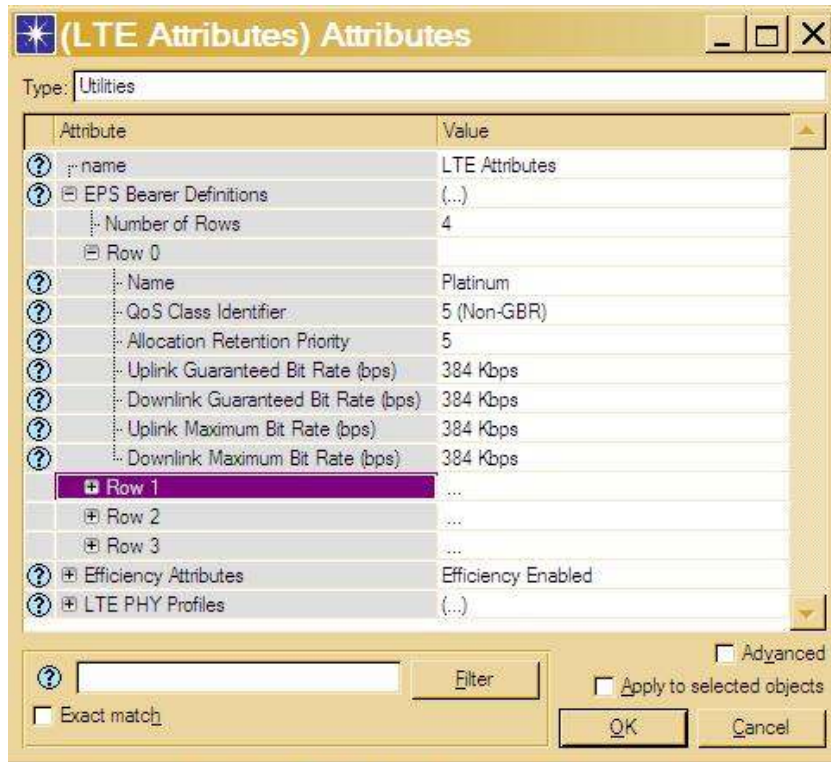 (LTE Attributes) Attributes
Type: Utilities
Attribute Value
name LTE Attributes
EPS Bearer Definitions (...)
Number of Rows 4
Row 0
Name Platinum
QoS Class Identifier 5 (Non-GBR)
Allocation Retention Priority 5
Uplink Guaranteed Bit Rate (bps) 384 Kbps
Downlink Guaranteed Bit Rate (bps) 384 Kbps
Uplink Maximum Bit Rate (bps) 384 Kbps
Downlink Maximum Bit Rate (bps) 384 Kbps
Row 1 ...
Row 2 ...
Row 3 ...
Efficiency Attributes Efficiency Enabled
LTE PHY Profiles (...)
Advanced
Filter
Apply to selected objects
Exact match
OK Cancel